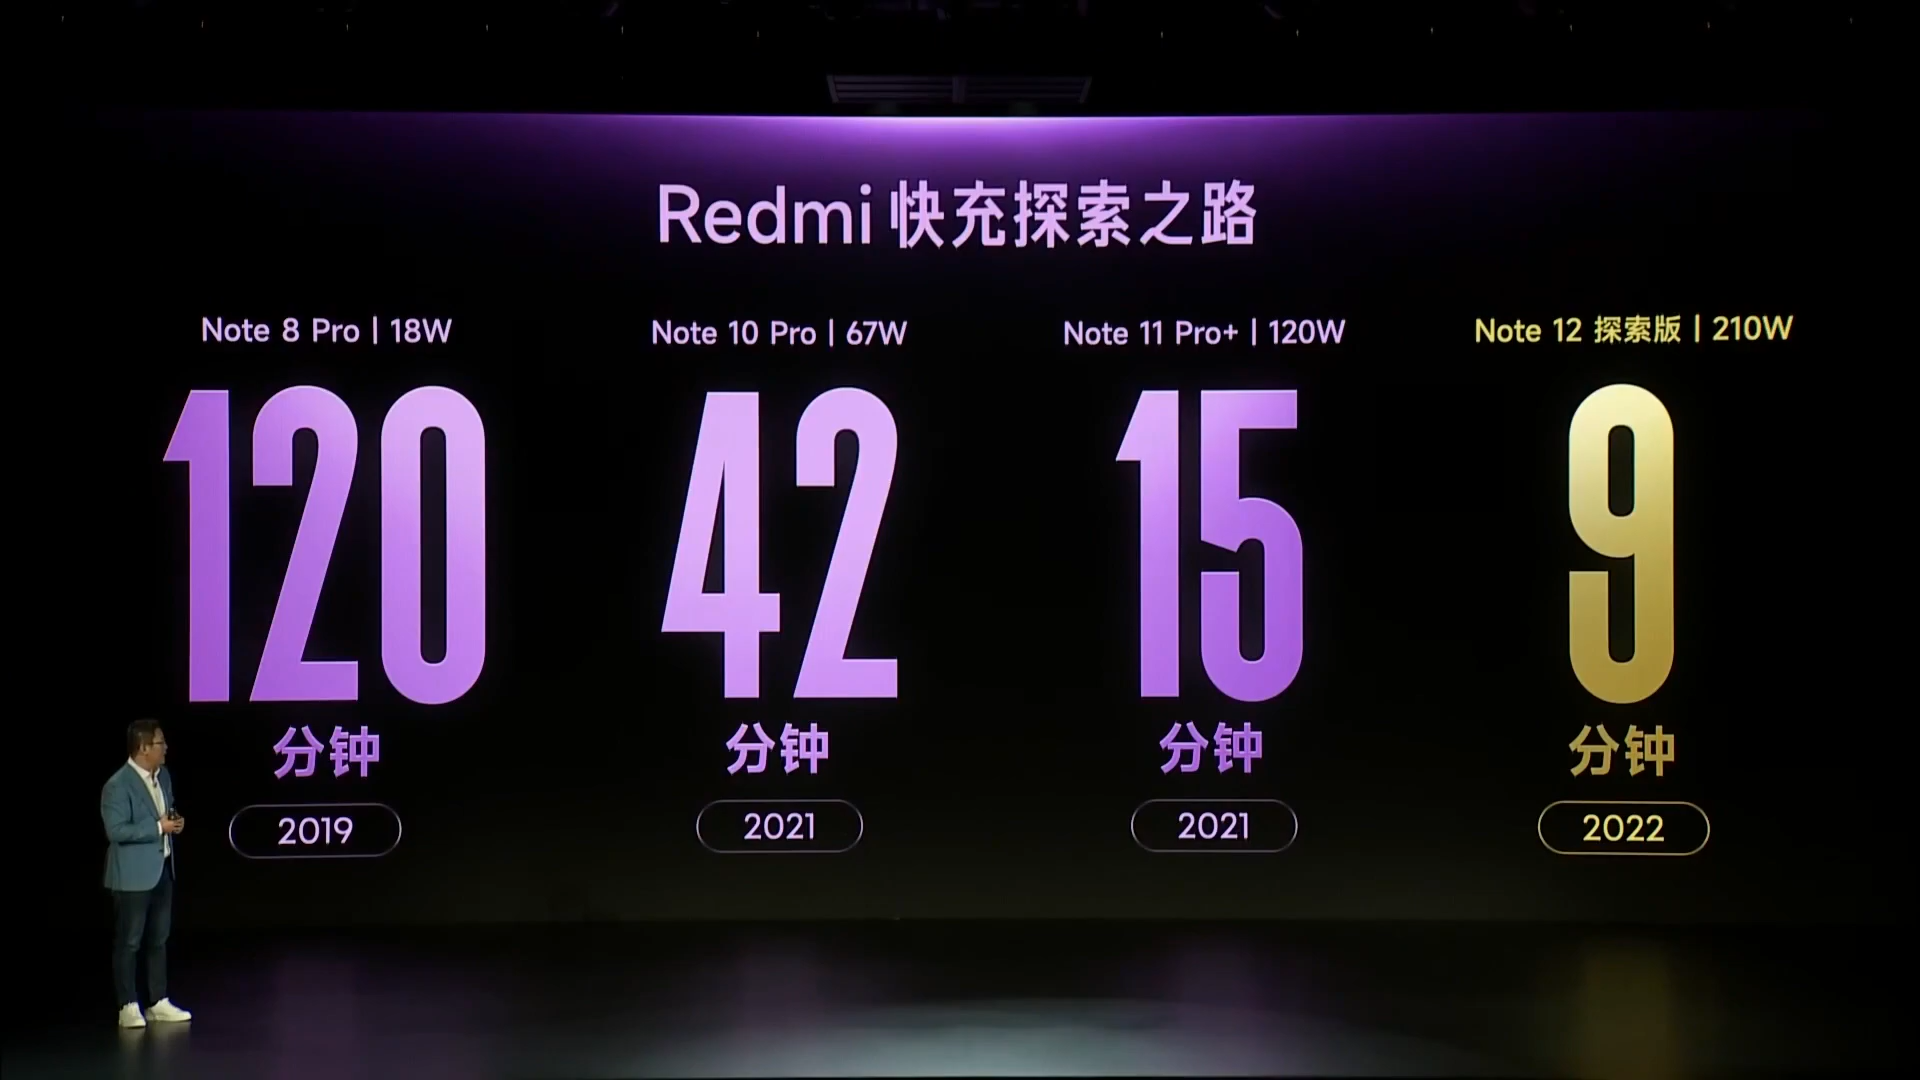 Redmi 快充探索之路
Note 8 Pro | 18W
120
分钟
2019
Note 10 Pro | 67W
42
分钟
2021
Note 11 Pro+ | 120W
15
分钟
2021
Note 12 探索版 | 210W
9
分钟
2022